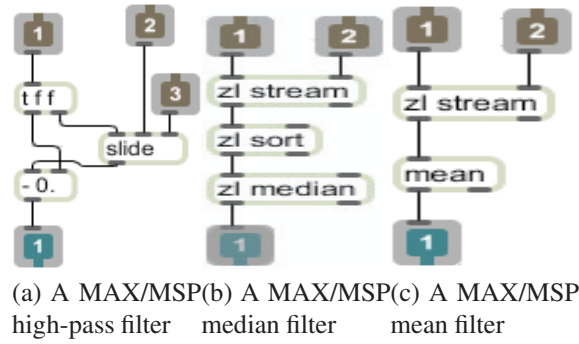 1
2
3
t f f
slide
- 0.
1
1
2
zl stream
zl sort
zl median
1
1
2
zl stream
mean
1
(a) A MAX/MSP
high-pass filter
(b) A MAX/MSP
median filter
(c) A MAX/MSP
mean filter